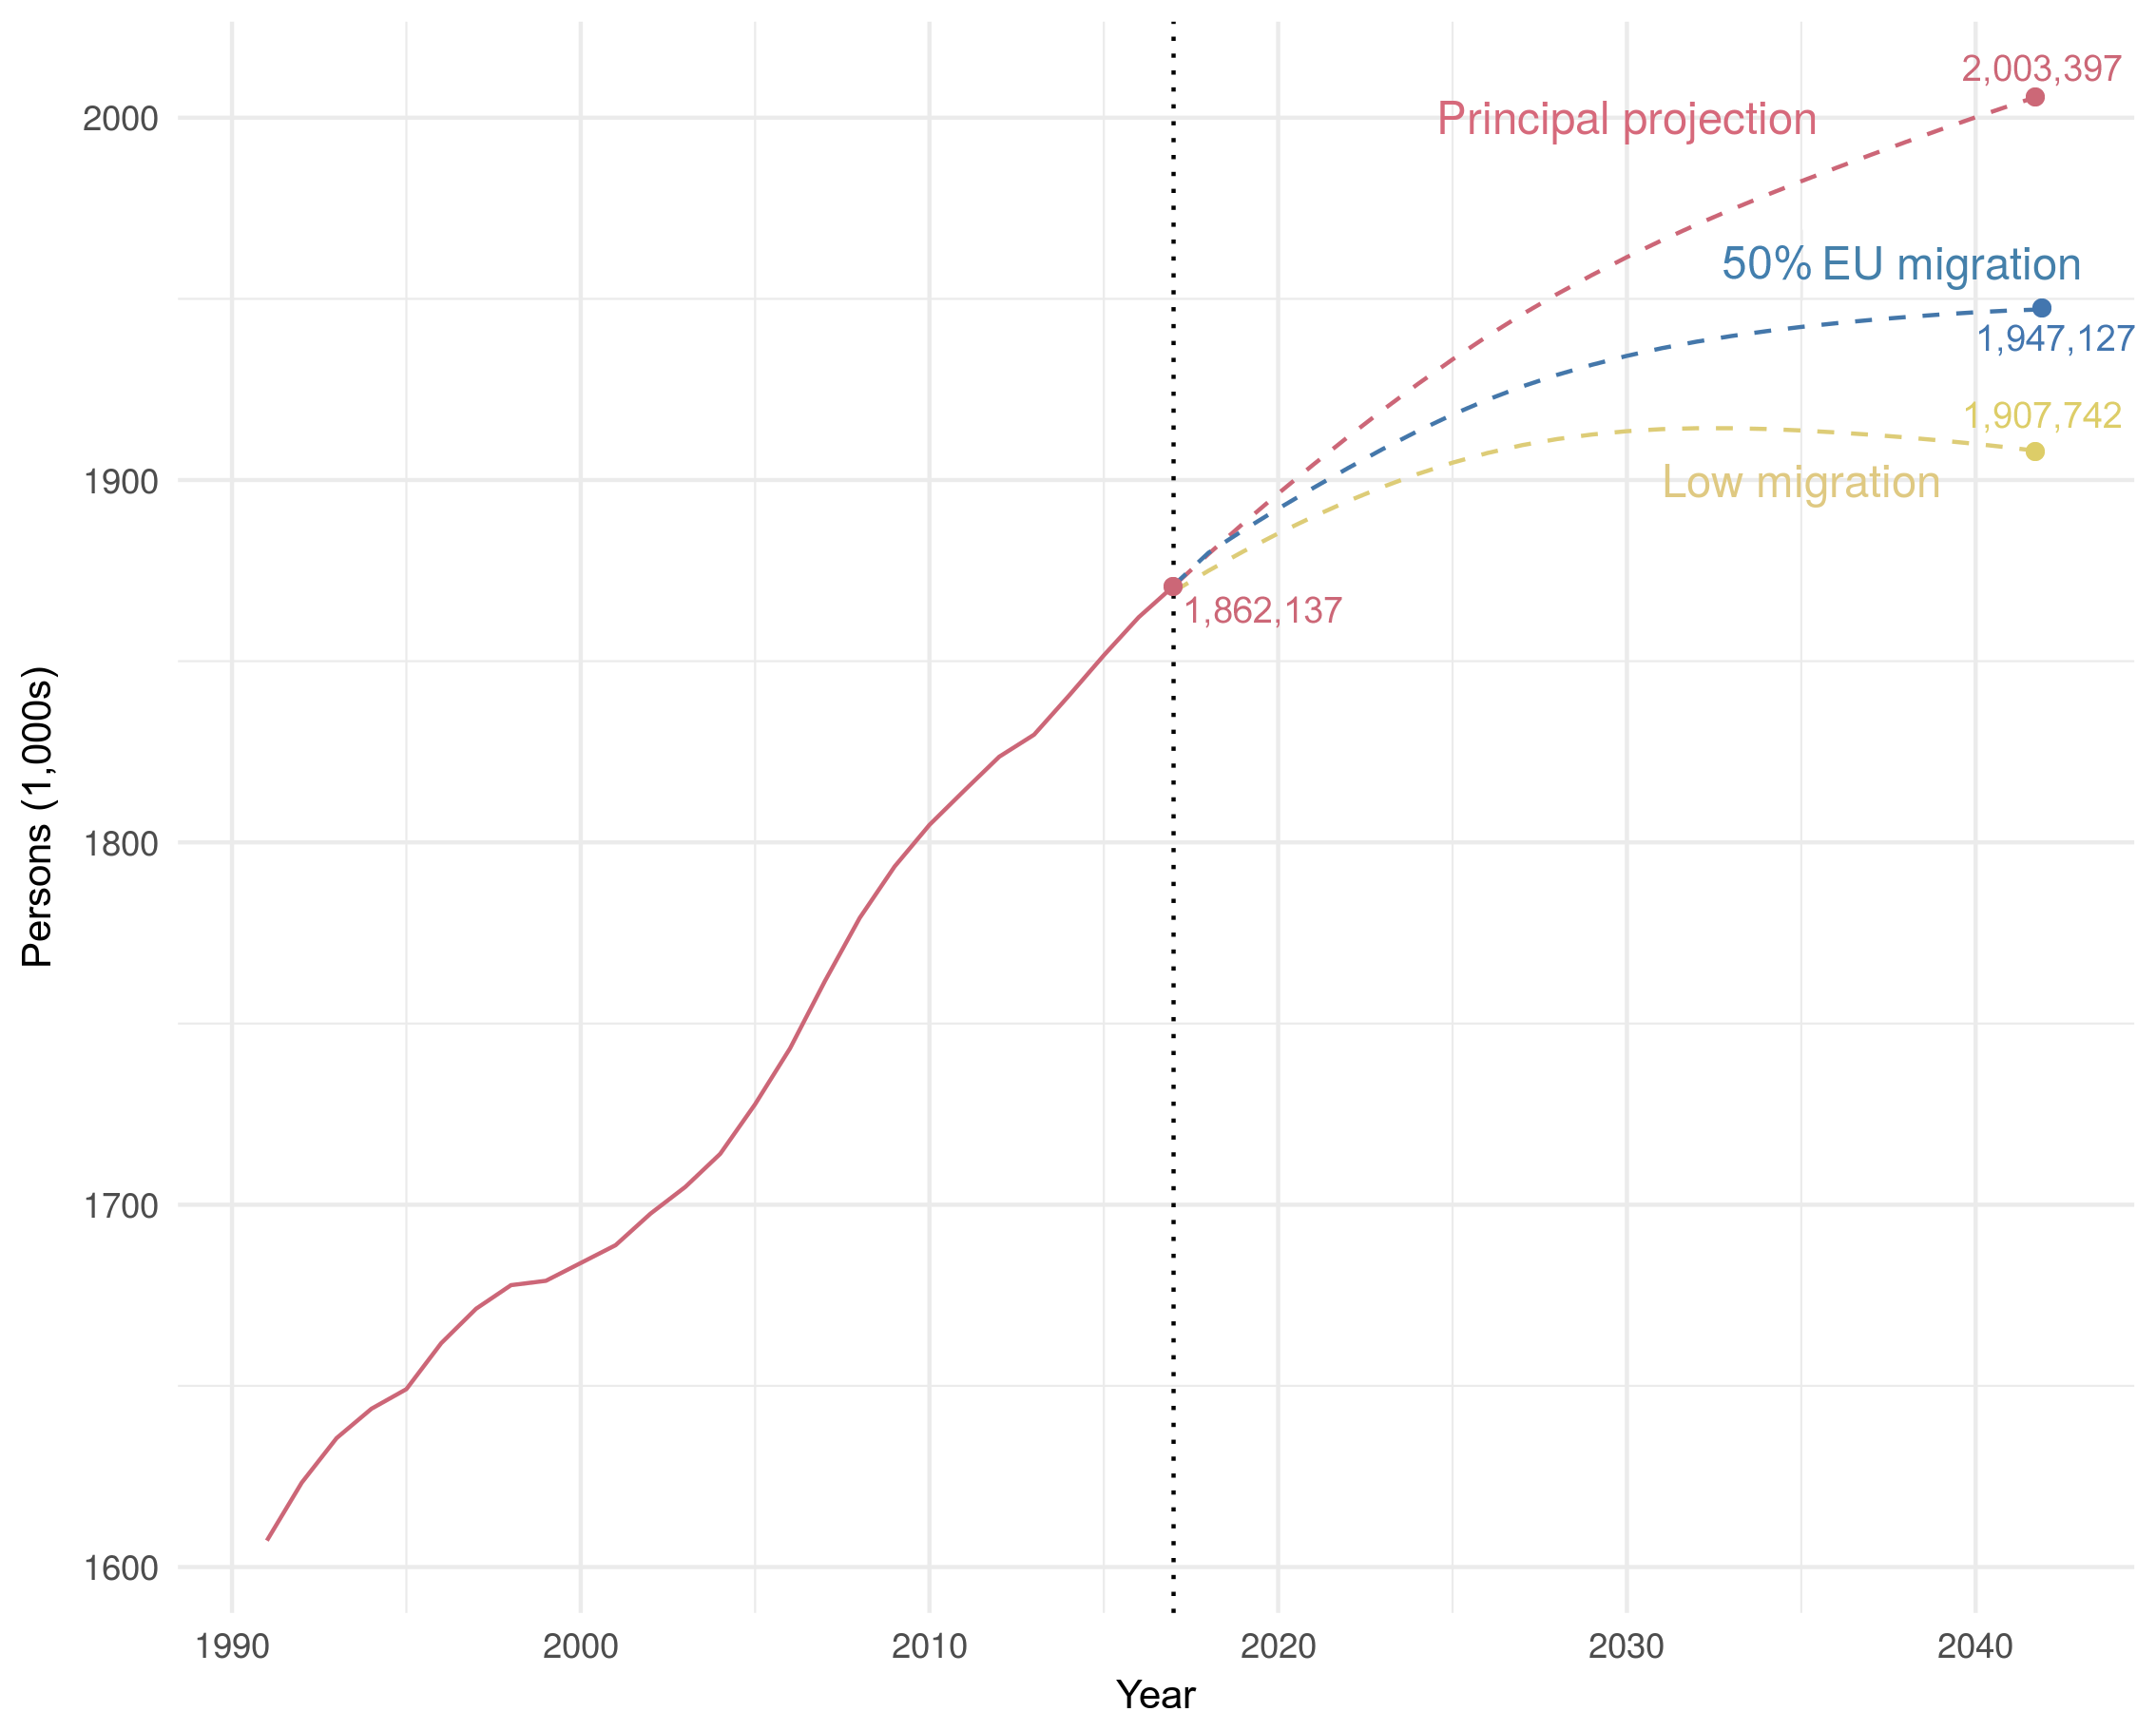 2,003,397
Principal projection
50% EU migration
1,947,127
1,907,742
Low migration
1,862,137
2000
1900
1800
1700
1600
Persons (1,000s)
1990 2000 2010 2020 2030 2040
Year